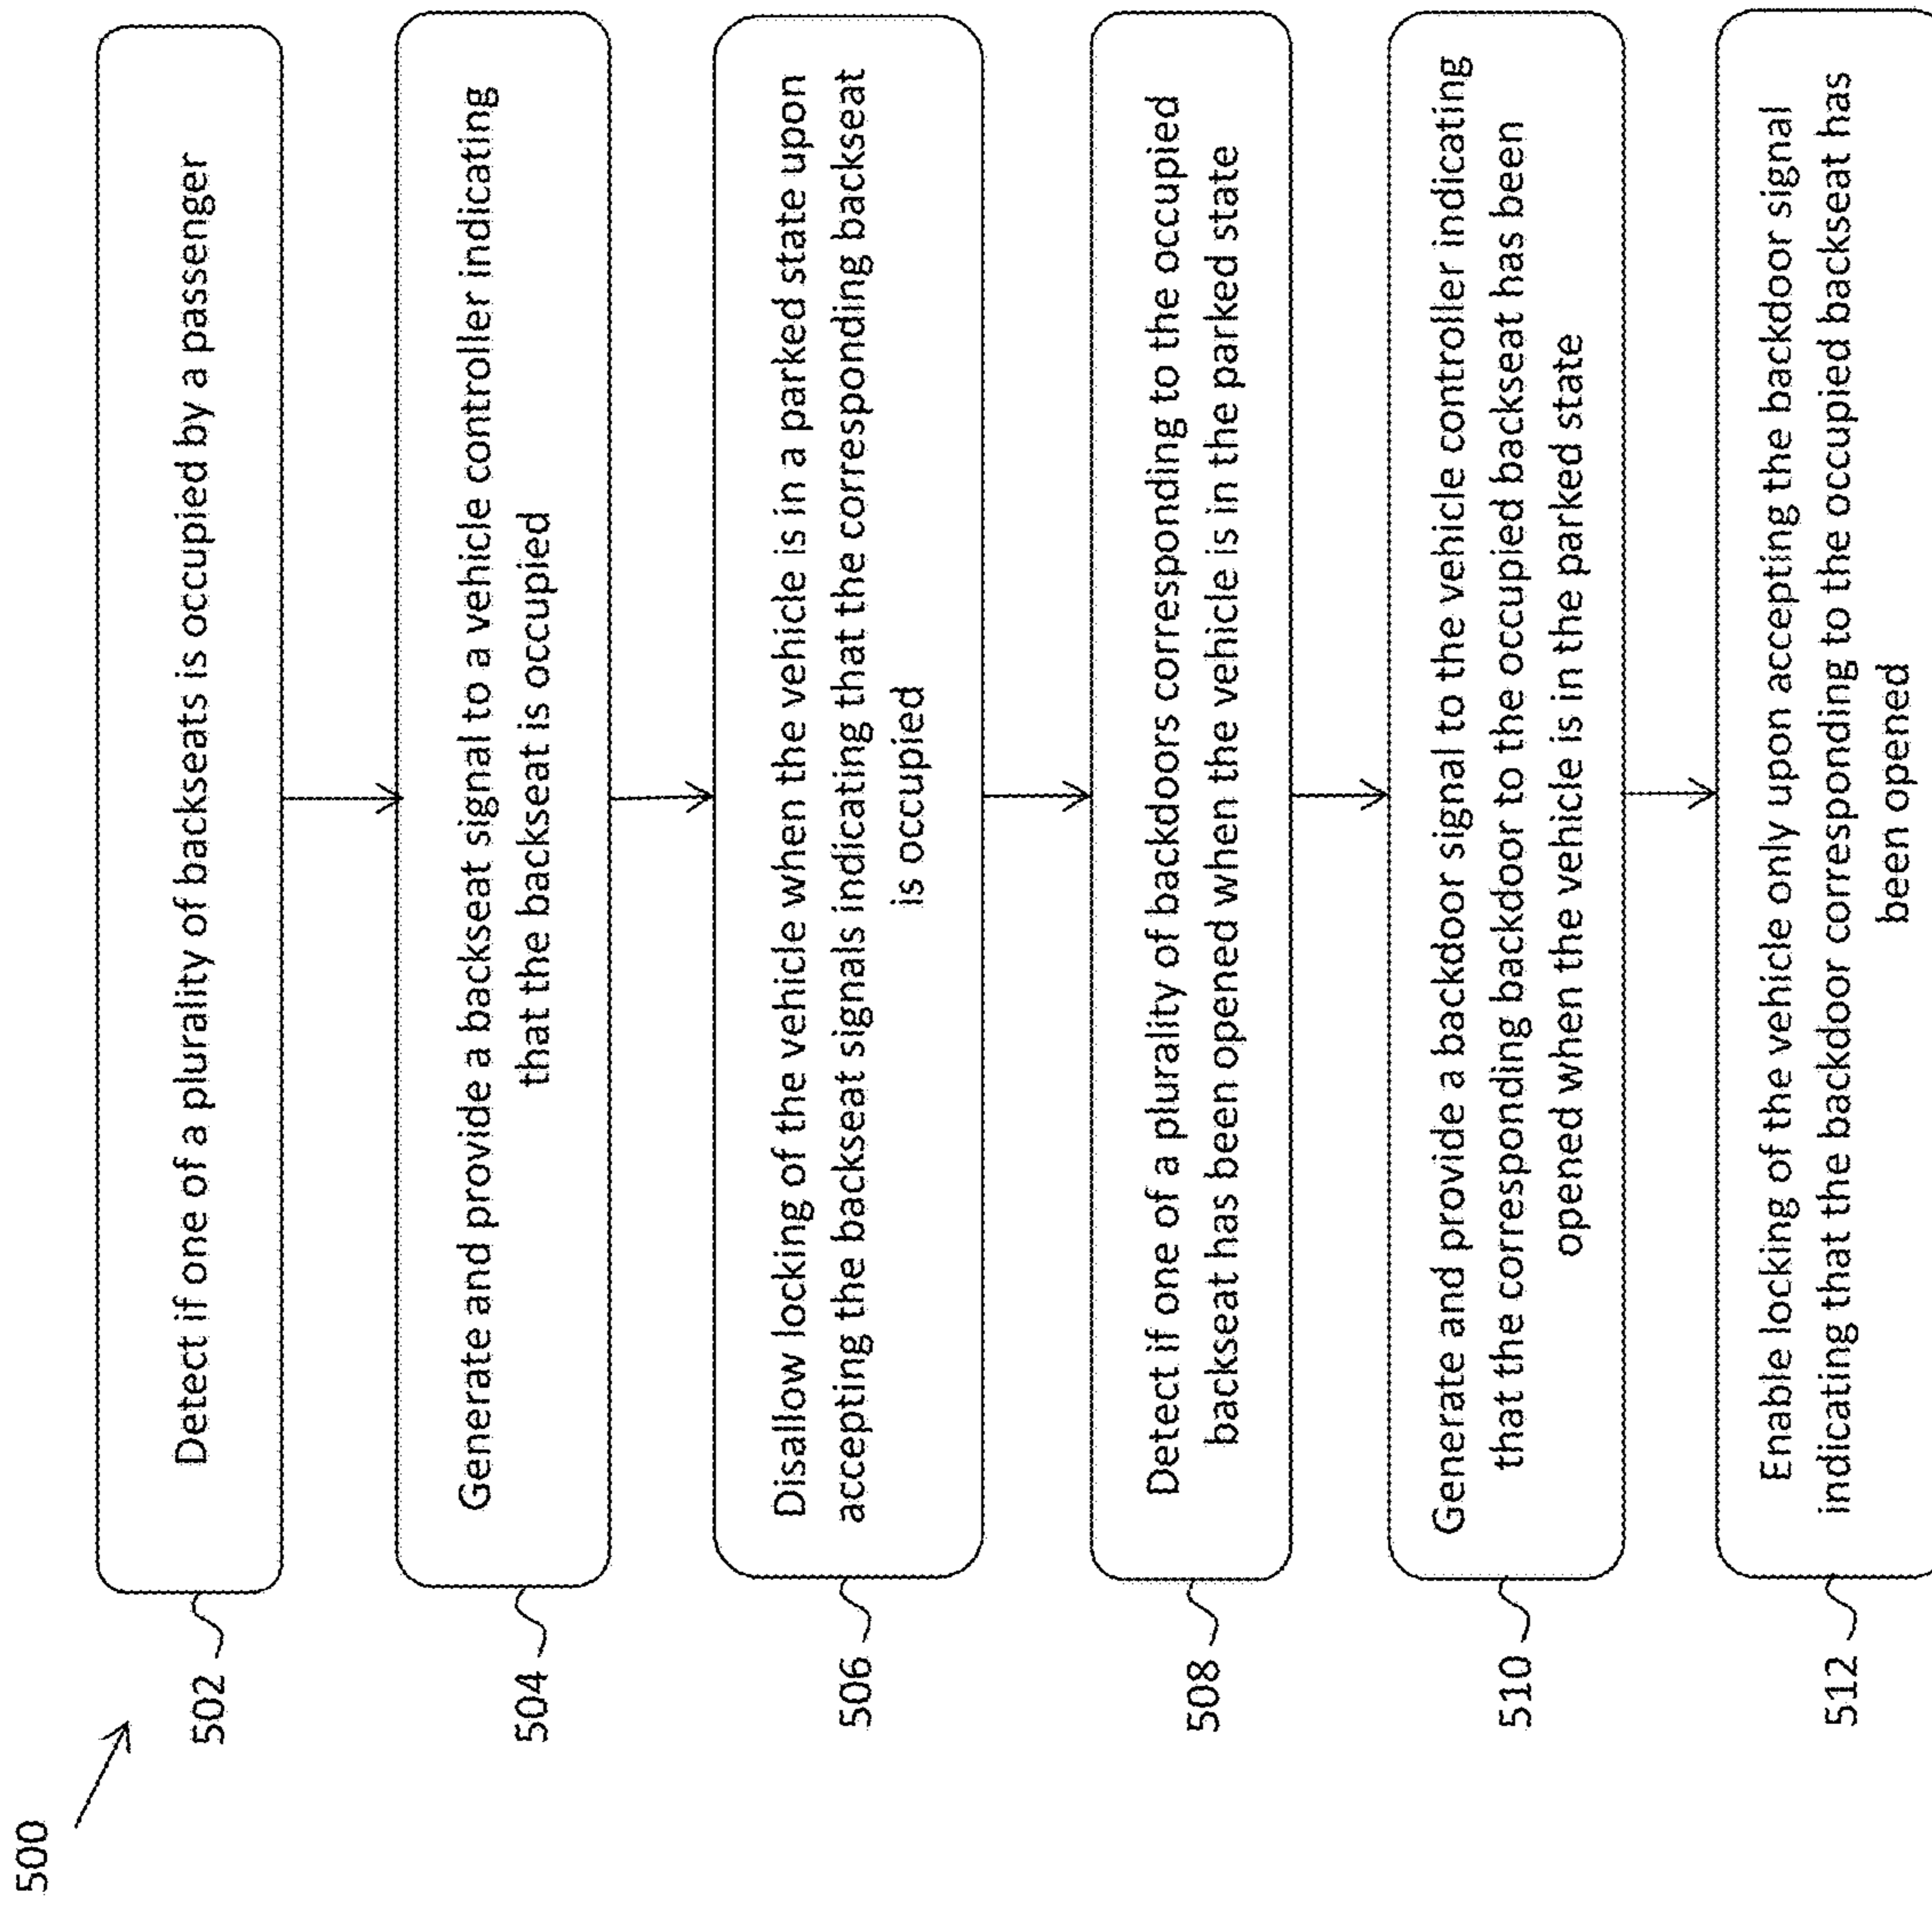 500
502
Detect if one of a plurality of backseats is occupied by a passenger
504
Generate and provide a backseat signal to a vehicle controller indicating
that the backseat is occupied
506
Disallow locking of the vehicle when the vehicle is in a parked state upon
accepting the backseat signals indicating that the corresponding backseat
is occupied
508
Detect if one of a plurality of backdoors corresponding to the occupied
backseat has been opened when the vehicle is in the parked state
510
Generate and provide a backdoor signal to the vehicle controller indicating
that the corresponding backdoor to the occupied backseat has been
opened when the vehicle is in the parked state
512
Enable locking of the vehicle only upon accepting the backdoor signal
indicating that the backdoor corresponding to the occupied backseat has
been opened